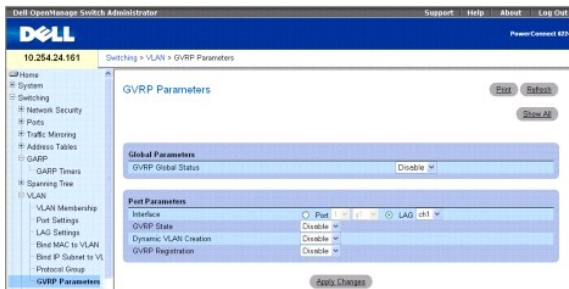 Dell OpenManage Switch Administrator
Support Help About Log Out
DELL
PowerConnect 622
10.254.24.161
Switching > VLAN > GVRP Parameters
Home
System
Switching
Network Security
Ports
Traffic Mirroring
Address Tables
GARP
GARP Timers
Spanning Tree
VLAN
VLAN Membership
Port Settings
LAG Settings
Bind MAC to VLAN
Bind IP Subnet to VL
Protocol Group
GVRP Parameters
GVRP Parameters
Print Refresh
Show All
Global Parameters
GVRP Global Status Disable
Port Parameters
Interface Port 1 LAG ch1
GVRP State Disable
Dynamic VLAN Creation Disable
GVRP Registration Disable
Apply Changes